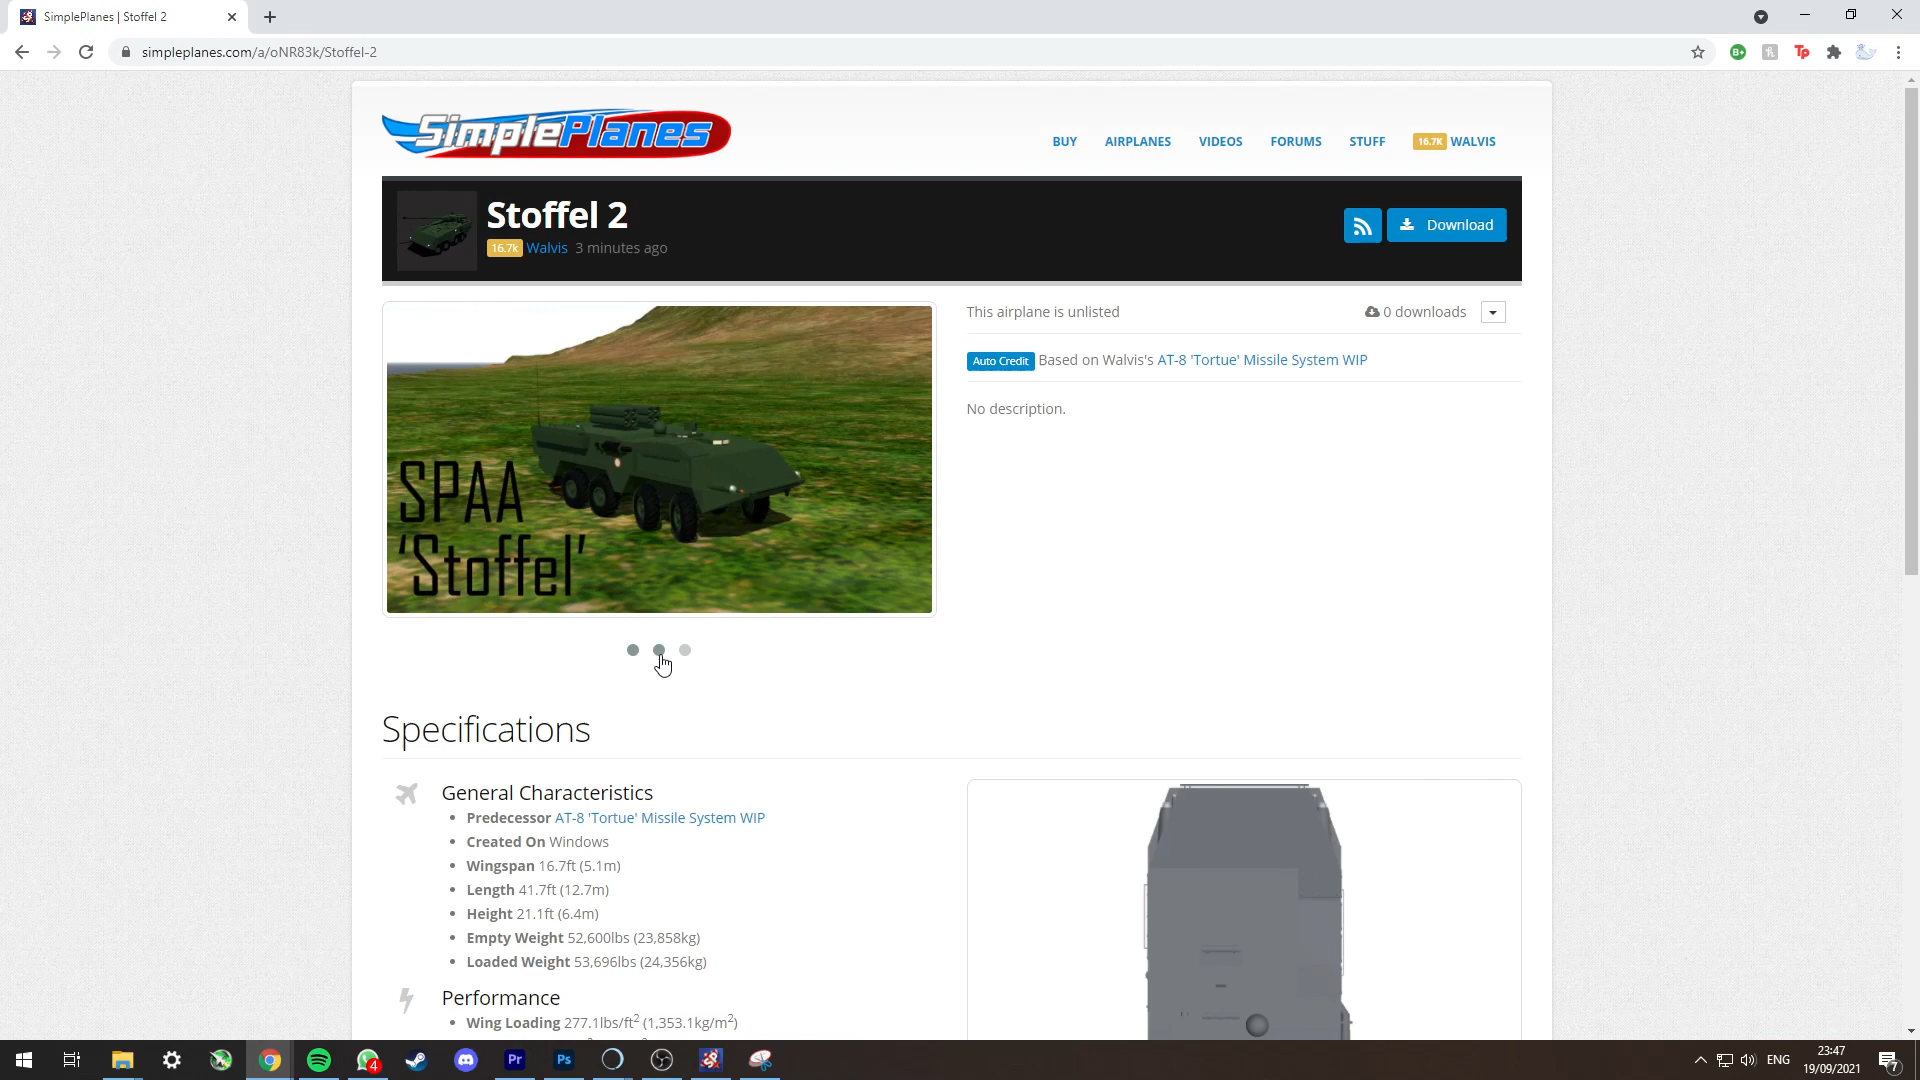 SimplePlanes | Stoffel 2
simpleplanes.com/a/oNR83k/Stoffel-2
SimplePlanes
BUY AIRPLANES VIDEOS FORUMS STUFF 16.7K WALVIS
Stoffel 2
16.7k Walvis 3 minutes ago
Download
This airplane is unlisted
0 downloads
Auto Credit Based on Walvis's AT-8 'Tortue' Missile System WIP
No description.
SPAA
'Stoffel'
Specifications
General Characteristics
Predecessor AT-8 'Tortue' Missile System WIP
Created On Windows
Wingspan 16.7ft (5.1m)
Length 41.7ft (12.7m)
Height 21.1ft (6.4m)
Empty Weight 52,600lbs (23,858kg)
Loaded Weight 53,696lbs (24,356kg)
Performance
Wing Loading 277.1lbs/ft² (1,353.1kg/m²)
B+
Tp
4
Pr
Ps
ENG
23:47
19/09/2021
7